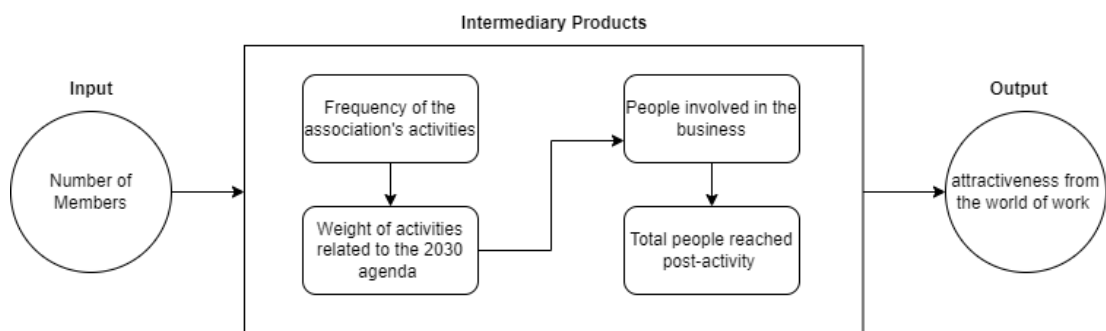 Intermediary Products
Input
Number of
Members
Frequency of the
association's activities
Weight of activities
related to the 2030
agenda
People involved in the
business
Total people reached
post-activity
Output
attractiveness from
the world of work